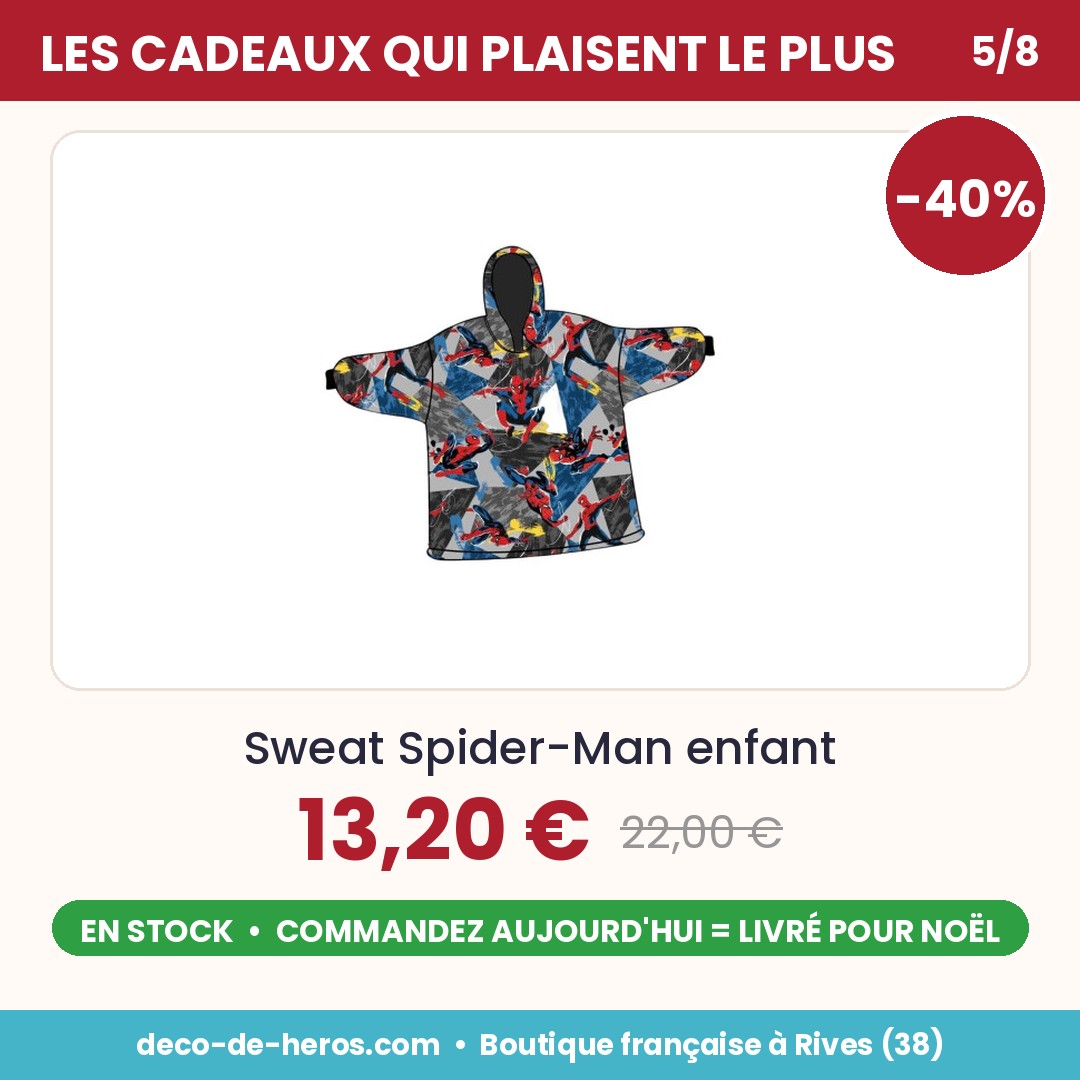 LES CADEAUX QUI PLAISENT LE PLUS 5/8
-40%
Sweat Spider-Man enfant
13,20 € 22,00 €
EN STOCK • COMMANDEZ AUJOURD'HUI = LIVRÉ POUR NOËL
deco-de-heros.com • Boutique française à Rives (38)